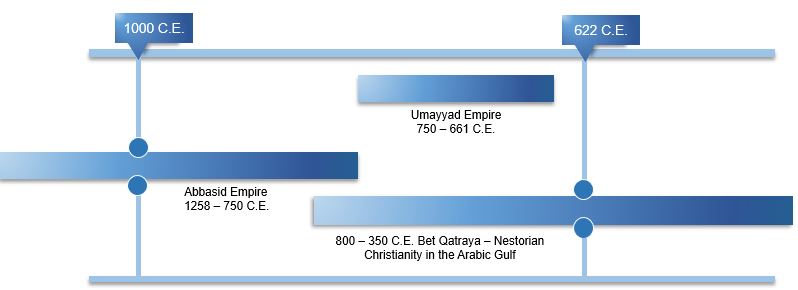 1000 C.E.
622 C.E.
Umayyad Empire
750 – 661 C.E.
Abbasid Empire
1258 – 750 C.E.
800 – 350 C.E. Bet Qatraya – Nestorian
Christianity in the Arabic Gulf